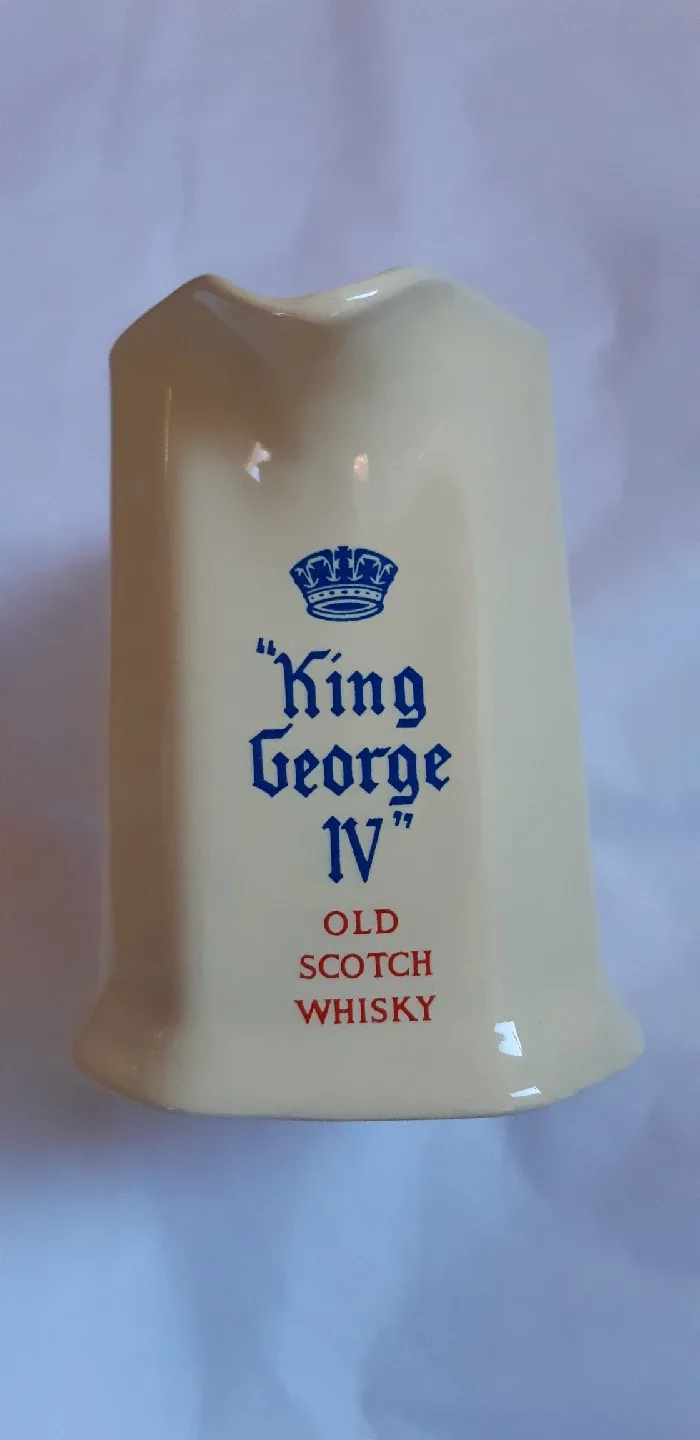 "King
George
IV"
OLD
SCOTCH
WHISKY